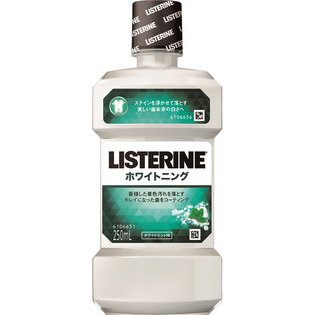 LISTERINE
ステインを浮かせて落とす
美しい歯本来の白さへ
6106636
LISTERINE®
ホワイトニング
蓄積した着色汚れを落とす
キレイになった歯をコーティング
6106631
250mL
ホワイトミント味